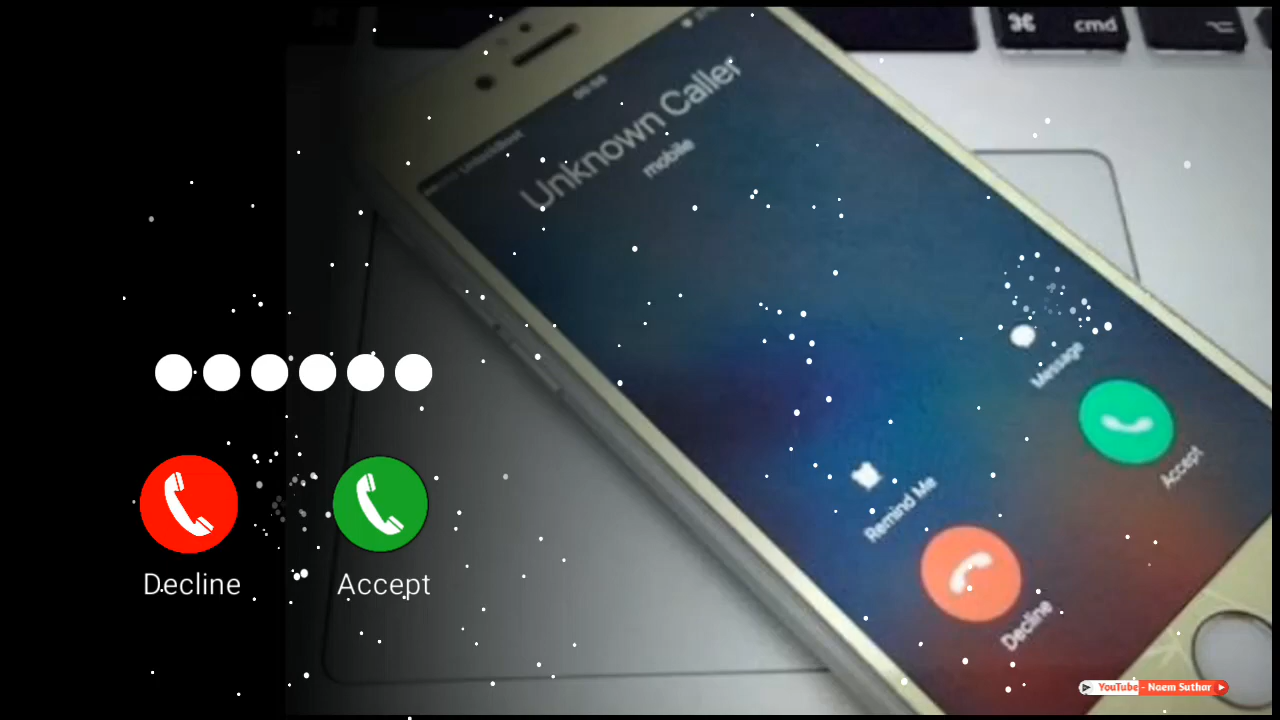 ⌘ cmd
Unknown Caller
mobile
Message
Remind Me
Accept
Decline
Decline
Accept
YouTube - Naem Suthar